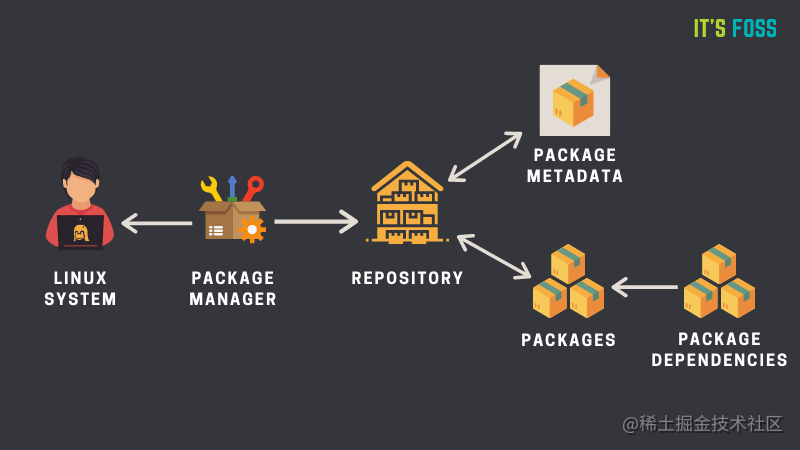 IT'S FOSS
PACKAGE
METADATA
LINUX
SYSTEM
PACKAGE
MANAGER
REPOSITORY
PACKAGES
PACKAGE
DEPENDENCIES
@稀土掘金技术社区